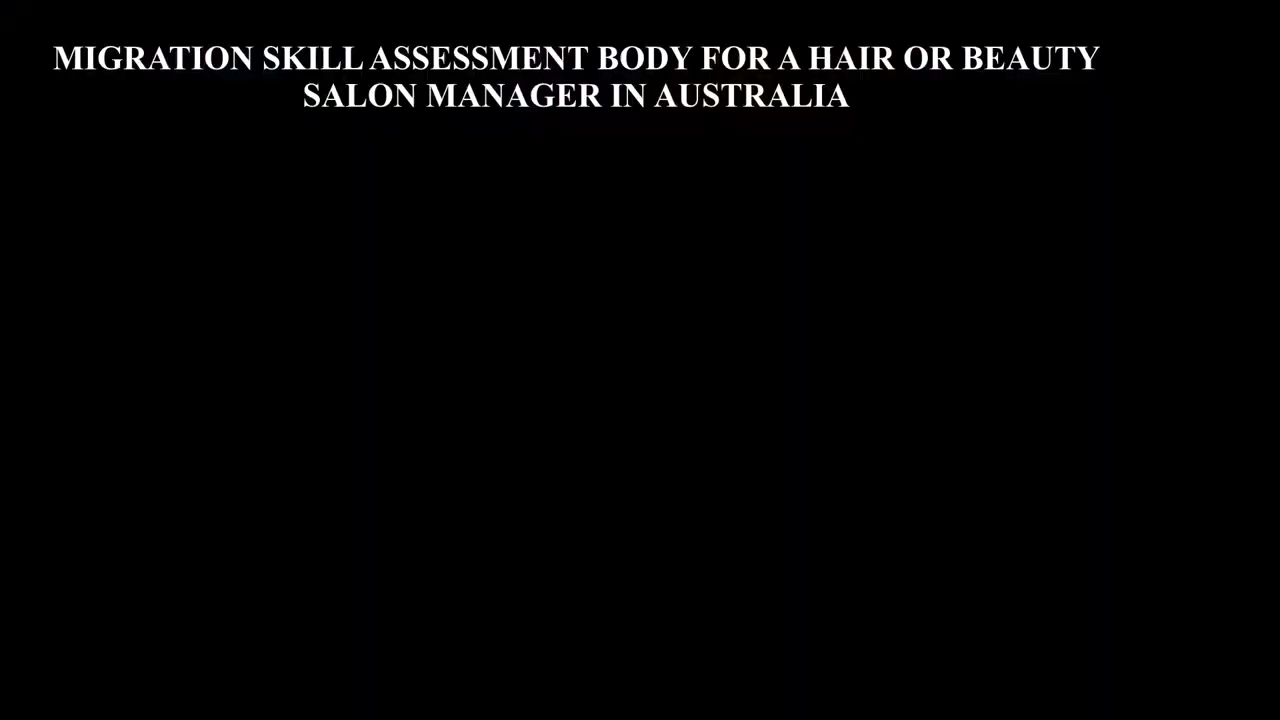 MIGRATION SKILL ASSESSMENT BODY FOR A HAIR OR BEAUTY
SALON MANAGER IN AUSTRALIA